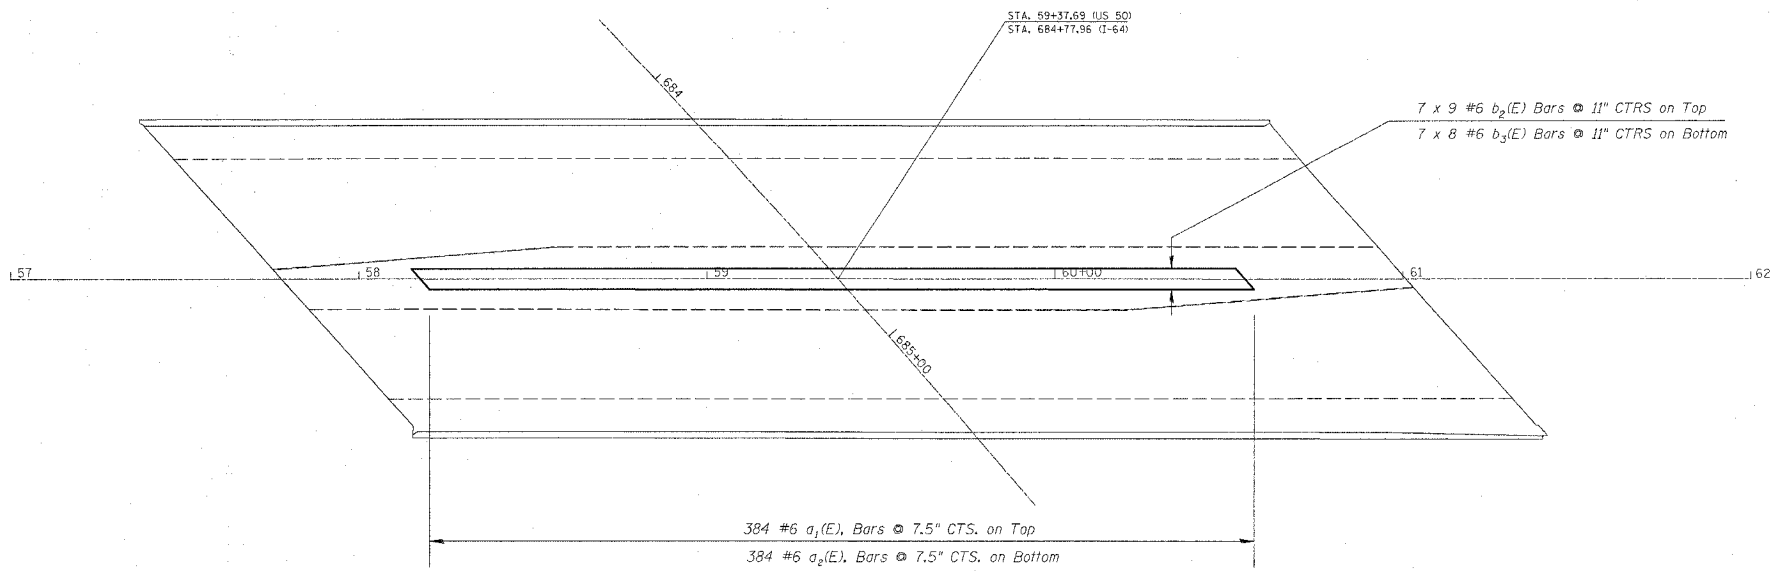 STA. 59+37.69 (US 50)
STA. 684+77.96 (I-64)
684
7 x 9 #6 b₂(E) Bars @ 11" CTRS on Top
7 x 8 #6 b₃(E) Bars @ 11" CTRS on Bottom
57
58
59
60+00
61
62
685+00
384 #6 a₁(E), Bars @ 7.5" CTS. on Top
384 #6 a₂(E). Bars @ 7.5" CTS. on Bottom